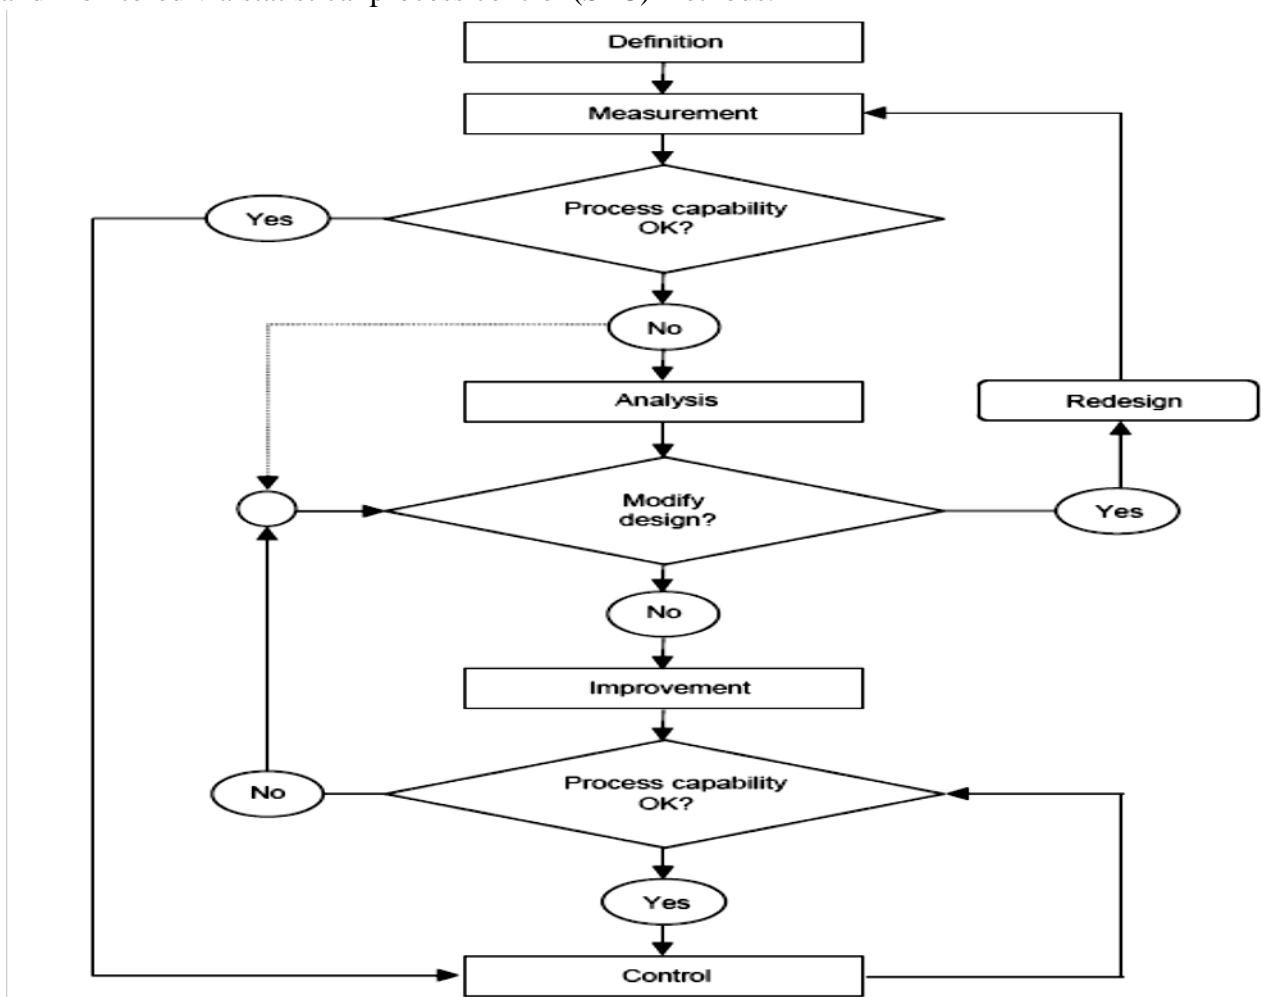 Definition
Measurement
Process capability
OK?
Yes
No
Analysis
Redesign
Modify
design?
Yes
No
Improvement
Process capability
OK?
No
Yes
Control